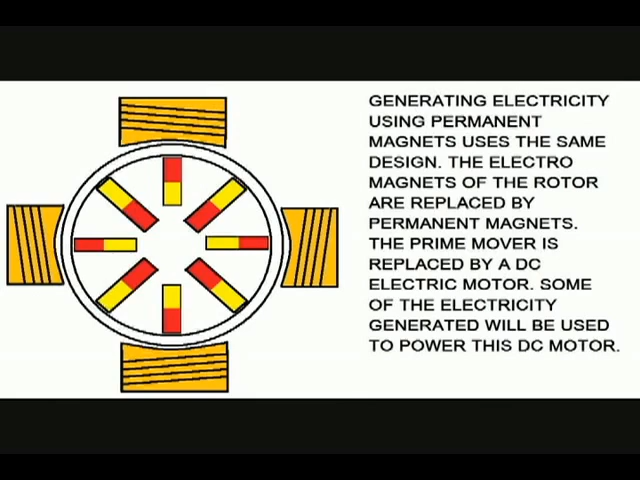 GENERATING ELECTRICITY
USING PERMANENT
MAGNETS USES THE SAME
DESIGN. THE ELECTRO
MAGNETS OF THE ROTOR
ARE REPLACED BY
PERMANENT MAGNETS.
THE PRIME MOVER IS
REPLACED BY A DC
ELECTRIC MOTOR. SOME
OF THE ELECTRICITY
GENERATED WILL BE USED
TO POWER THIS DC MOTOR.